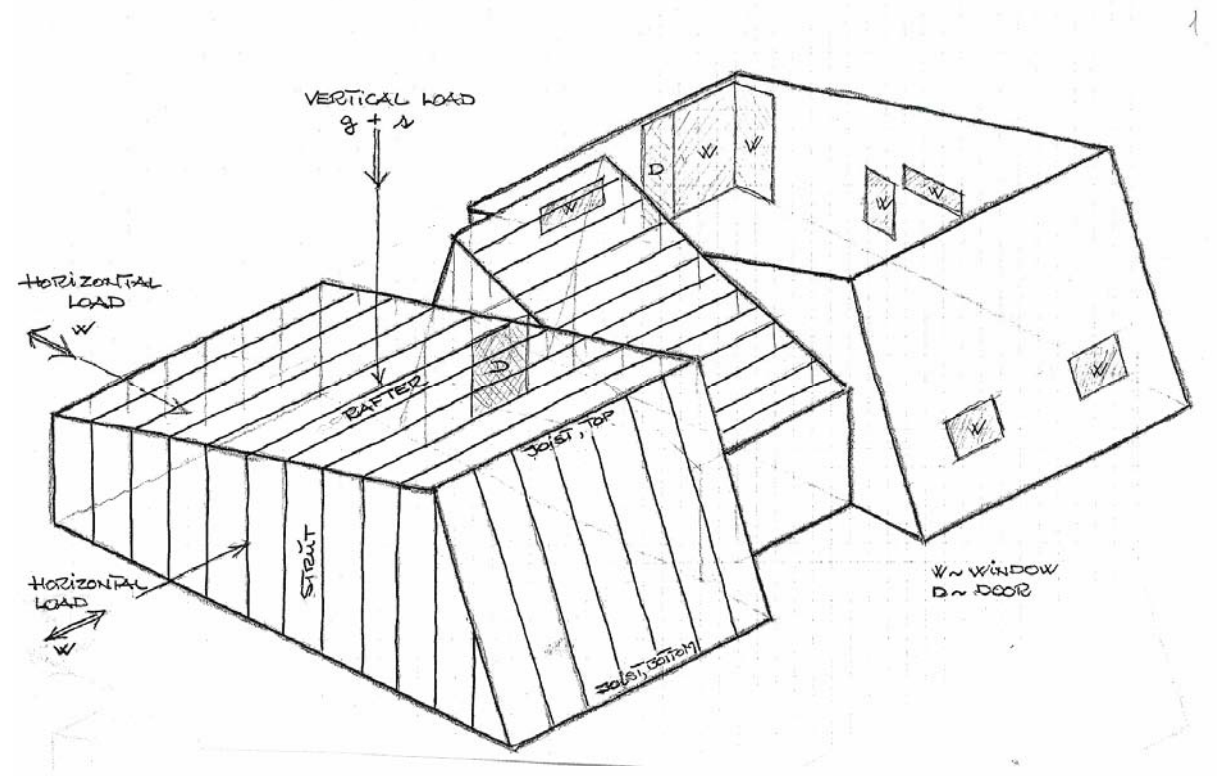 1
VERTICAL LOAD
g + s
W
D
W
W
W
W
HORIZONTAL
LOAD
W
D
RAFTER
JOIST, TOP
W
STRUT
W
HORIZONTAL
LOAD
W
JOIST, BOTTOM
W ~ WINDOW
D ~ DOOR